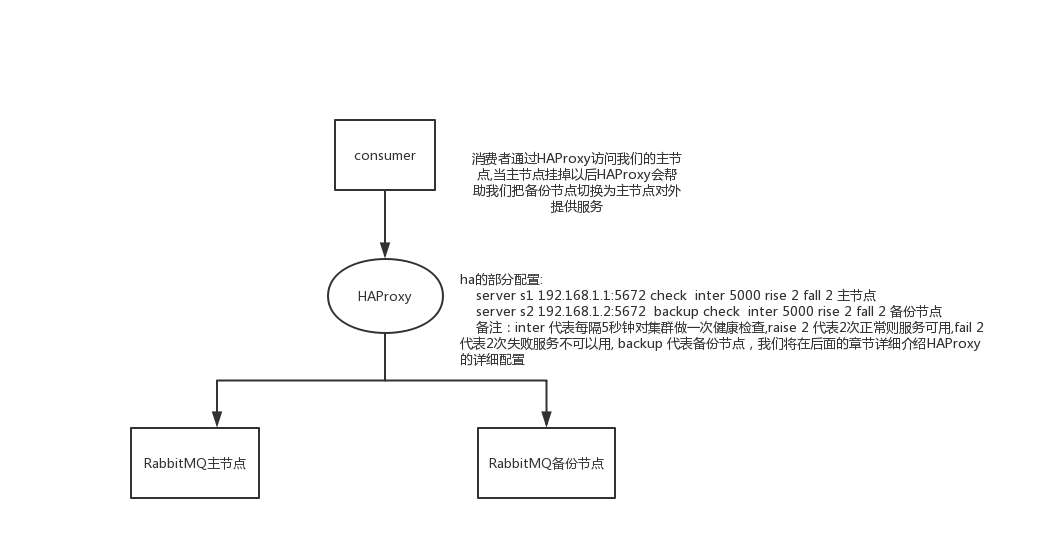 consumer
消费者通过HAProxy访问我们的主节
点,当主节点挂掉以后HAProxy会帮
助我们把备份节点切换为主节点对外
提供服务
HAProxy
ha的部分配置:
server s1 192.168.1.1:5672 check  inter 5000 rise 2 fall 2 主节点
server s2 192.168.1.2:5672  backup check  inter 5000 rise 2 fall 2 备份节点
备注：inter 代表每隔5秒钟对集群做一次健康检查,raise 2 代表2次正常则服务可用,fail 2
代表2次失败服务不可以用, backup 代表备份节点，我们将在后面的章节详细介绍HAProxy
的详细配置
RabbitMQ主节点
RabbitMQ备份节点